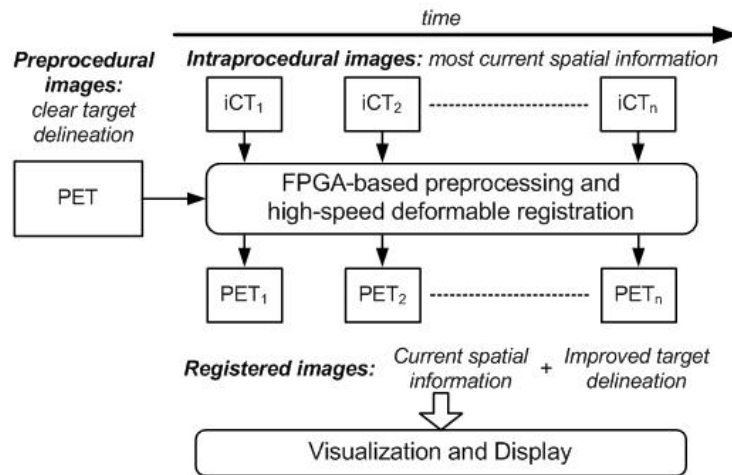 time
Preprocedural
images:
clear target
delineation
Intraprocedural images: most current spatial information
iCT1
iCT2
iCTn
PET
FPGA-based preprocessing and
high-speed deformable registration
PET1
PET2
PETn
Registered images:
Current spatial
information
+
Improved target
delineation
Visualization and Display